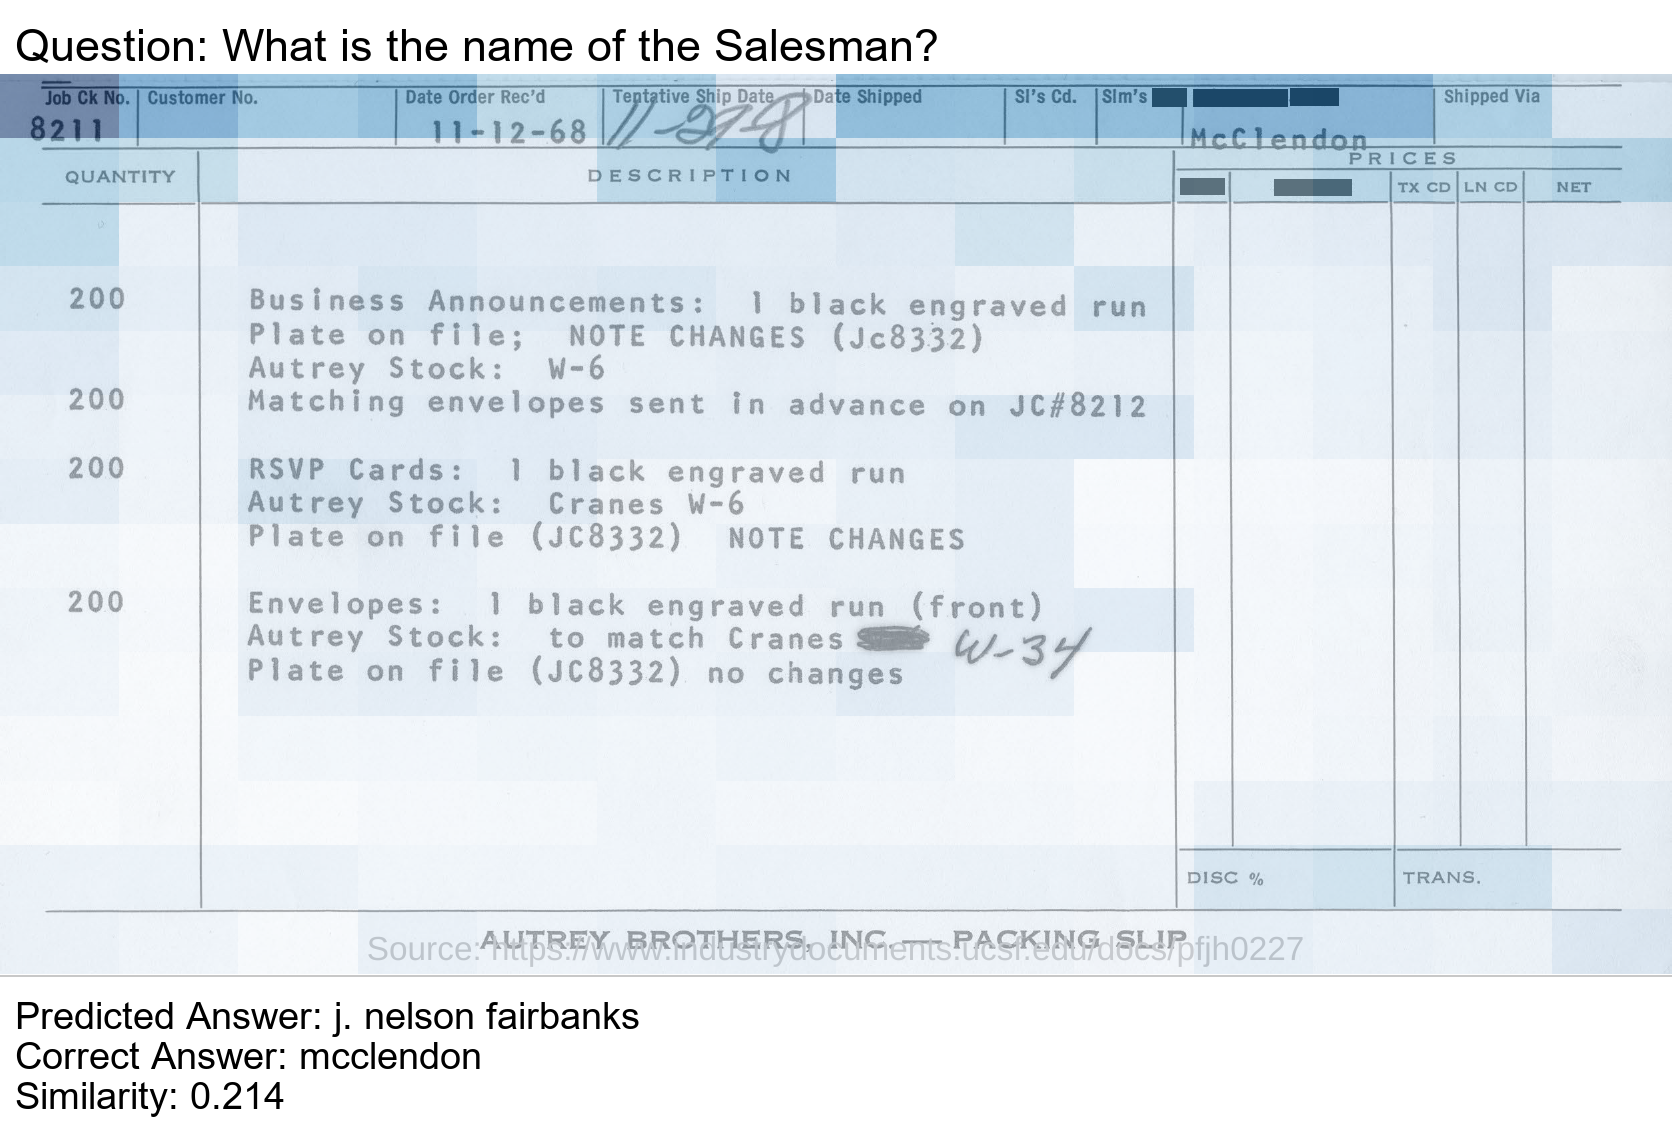 Question: What is the name of the Salesman?
Job Ck No. Customer No. Date Order Rec'd Tentative Ship Date Date Shipped Sl's Cd. Slm's Shipped Via
8211 11-12-68 11-27-8 McClendon
QUANTITY DESCRIPTION PRICES
TX CD LN CD NET
200 Business Announcements: 1 black engraved run
Plate on file; NOTE CHANGES (Jc8332)
Autrey Stock: W-6
200 Matching envelopes sent in advance on JC#8212
200 RSVP Cards: 1 black engraved run
Autrey Stock: Cranes W-6
Plate on file (JC8332) NOTE CHANGES
200 Envelopes: 1 black engraved run (front)
Autrey Stock: to match Cranes W-34
Plate on file (JC8332) no changes
DISC % TRANS.
AUTREY BROTHERS, INC.— PACKING SLIP
Source: https://www.industrydocuments.ucsf.edu/docs/pfjh0227
Predicted Answer: j. nelson fairbanks
Correct Answer: mcclendon
Similarity: 0.214